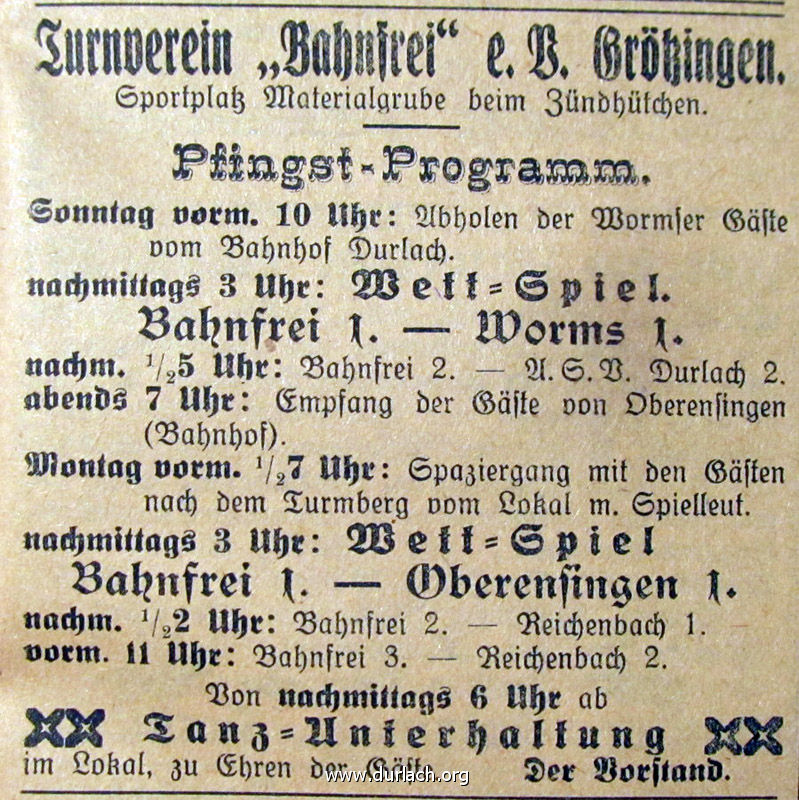 Turnverein „Bahnfrei“ e. V. Grötzingen.
Sportplatz Materialgrube beim Zündhütchen.
Pfingst-Programm.
Sonntag vorm. 10 Uhr: Abholen der Wormser Gäste
vom Bahnhof Durlach.
nachmittags 3 Uhr: Wett-Spiel.
Bahnfrei 1. — Worms 1.
nachm. 1/25 Uhr: Bahnfrei 2. — A. S. V. Durlach 2.
abends 7 Uhr: Empfang der Gäste von Oberensingen
(Bahnhof).
Montag vorm. 1/27 Uhr: Spaziergang mit den Gästen
nach dem Turmberg vom Lokal m. Spielleut.
nachmittags 3 Uhr: Wett-Spiel
Bahnfrei 1. — Oberensingen 1.
nachm. 1/22 Uhr: Bahnfrei 2. — Reichenbach 1.
vorm. 11 Uhr: Bahnfrei 3. — Reichenbach 2.
Von nachmittags 6 Uhr ab
Tanz-Unterhaltung
im Lokal, zu Ehren der Gäste. Der Vorstand.
www.durlach.org